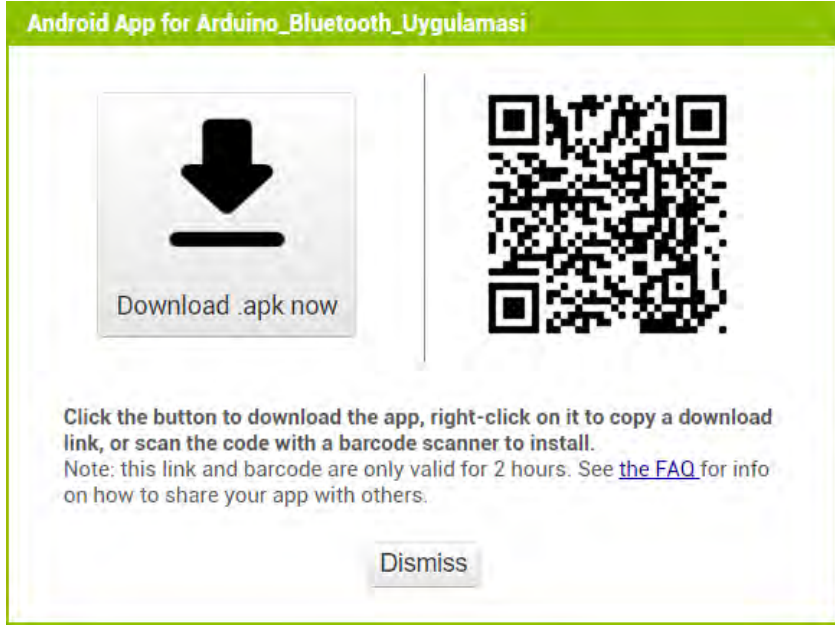 Android App for Arduino_Bluetooth_Uygulamasi
Download .apk now
Click the button to download the app, right-click on it to copy a download
link, or scan the code with a barcode scanner to install.
Note: this link and barcode are only valid for 2 hours. See the FAQ for info
on how to share your app with others.
Dismiss